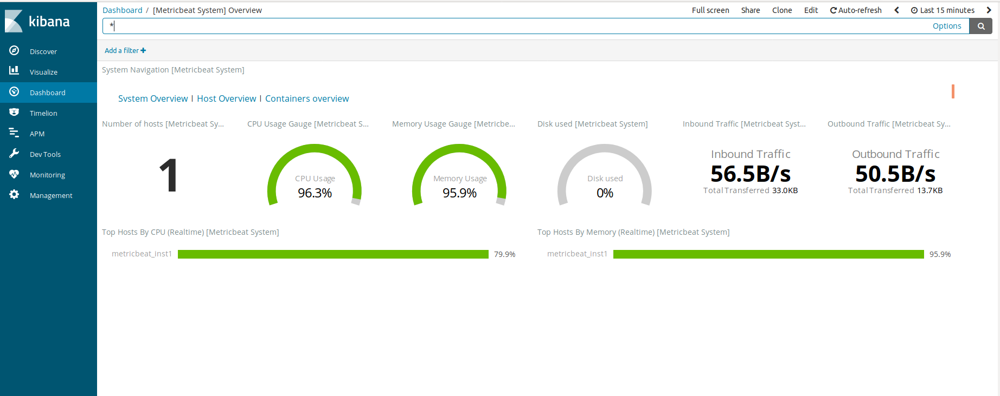 kibana
Discover
Visualize
Dashboard
Timelion
APM
Dev Tools
Monitoring
Management
Dashboard / [Metricbeat System] Overview
Full screen Share Clone Edit Auto-refresh Last 15 minutes
*
Options
Add a filter +
System Navigation [Metricbeat System]
System Overview | Host Overview | Containers overview
Number of hosts [Metricbeat Sy...
1
CPU Usage Gauge [Metricbeat S...
CPU Usage
96.3%
Memory Usage Gauge [Metricbe...
Memory Usage
95.9%
Disk used [Metricbeat System]
Disk used
0%
Inbound Traffic [Metricbeat Syst...
Inbound Traffic
56.5B/s
Total Transferred 33.0KB
Outbound Traffic [Metricbeat Sy...
Outbound Traffic
50.5B/s
Total Transferred 13.7KB
Top Hosts By CPU (Realtime) [Metricbeat System]
metricbeat_inst1 79.9%
Top Hosts By Memory (Realtime) [Metricbeat System]
metricbeat_inst1 95.9%